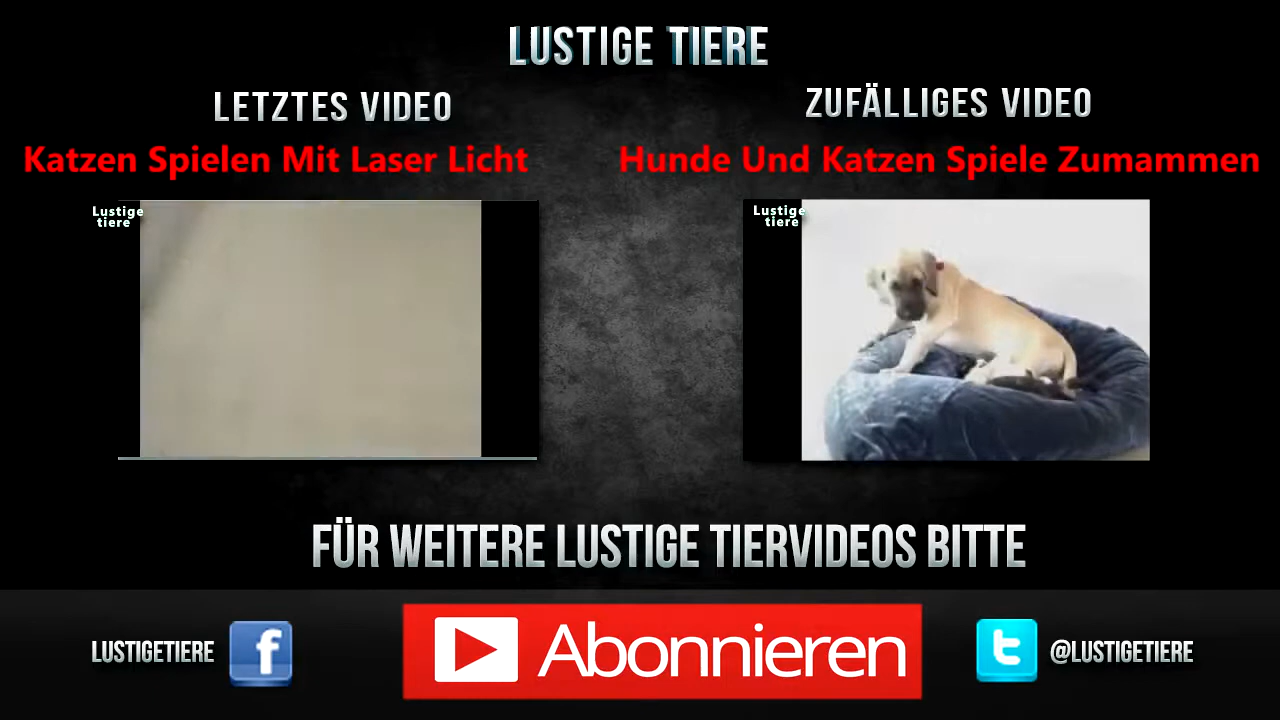 LUSTIGE TIERE
LETZTES VIDEO
ZUFÄLLIGES VIDEO
Katzen Spielen Mit Laser Licht
Hunde Und Katzen Spiele Zumammen
Lustige
tiere
Lustige
tiere
FÜR WEITERE LUSTIGE TIERVIDEOS BITTE
LUSTIGETIERE
f
Abonnieren
t
@LUSTIGETIERE